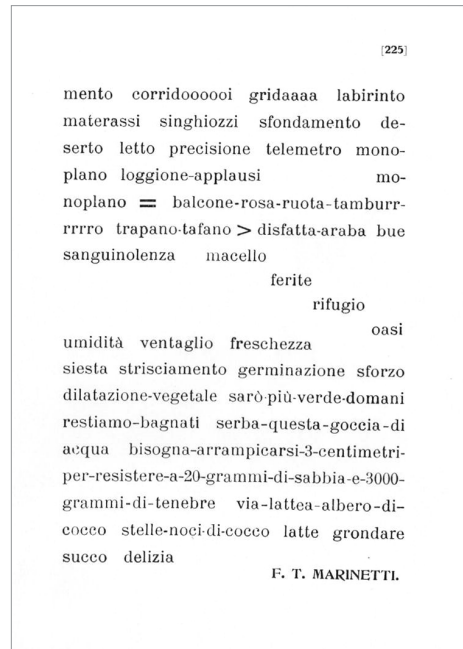 [225]
mento corridoooooi gridaaaa labirinto
materassi singhiozzi sfondamento de-
serto letto precisione telemetro mono-
plano loggione-applausi mo-
noplano = balcone-rosa-ruota-tamburr-
rrrro trapano-tafano > disfatta-araba bue
sanguinolenza macello
ferite
rifugio
oasi
umidità ventaglio freschezza
siesta strisciamento germinazione sforzo
dilatazione-vegetale sarò-più-verde-domani
restiamo-bagnati serba-questa-goccia-di
acqua bisogna-arrampicarsi-3-centimetri-
per-resistere-a-20-grammi-di-sabbia-e-3000-
grammi-di-tenebre via-lattea-albero-di-
cocco stelle-noci-di-cocco latte grondare
succo delizia
F. T. MARINETTI.